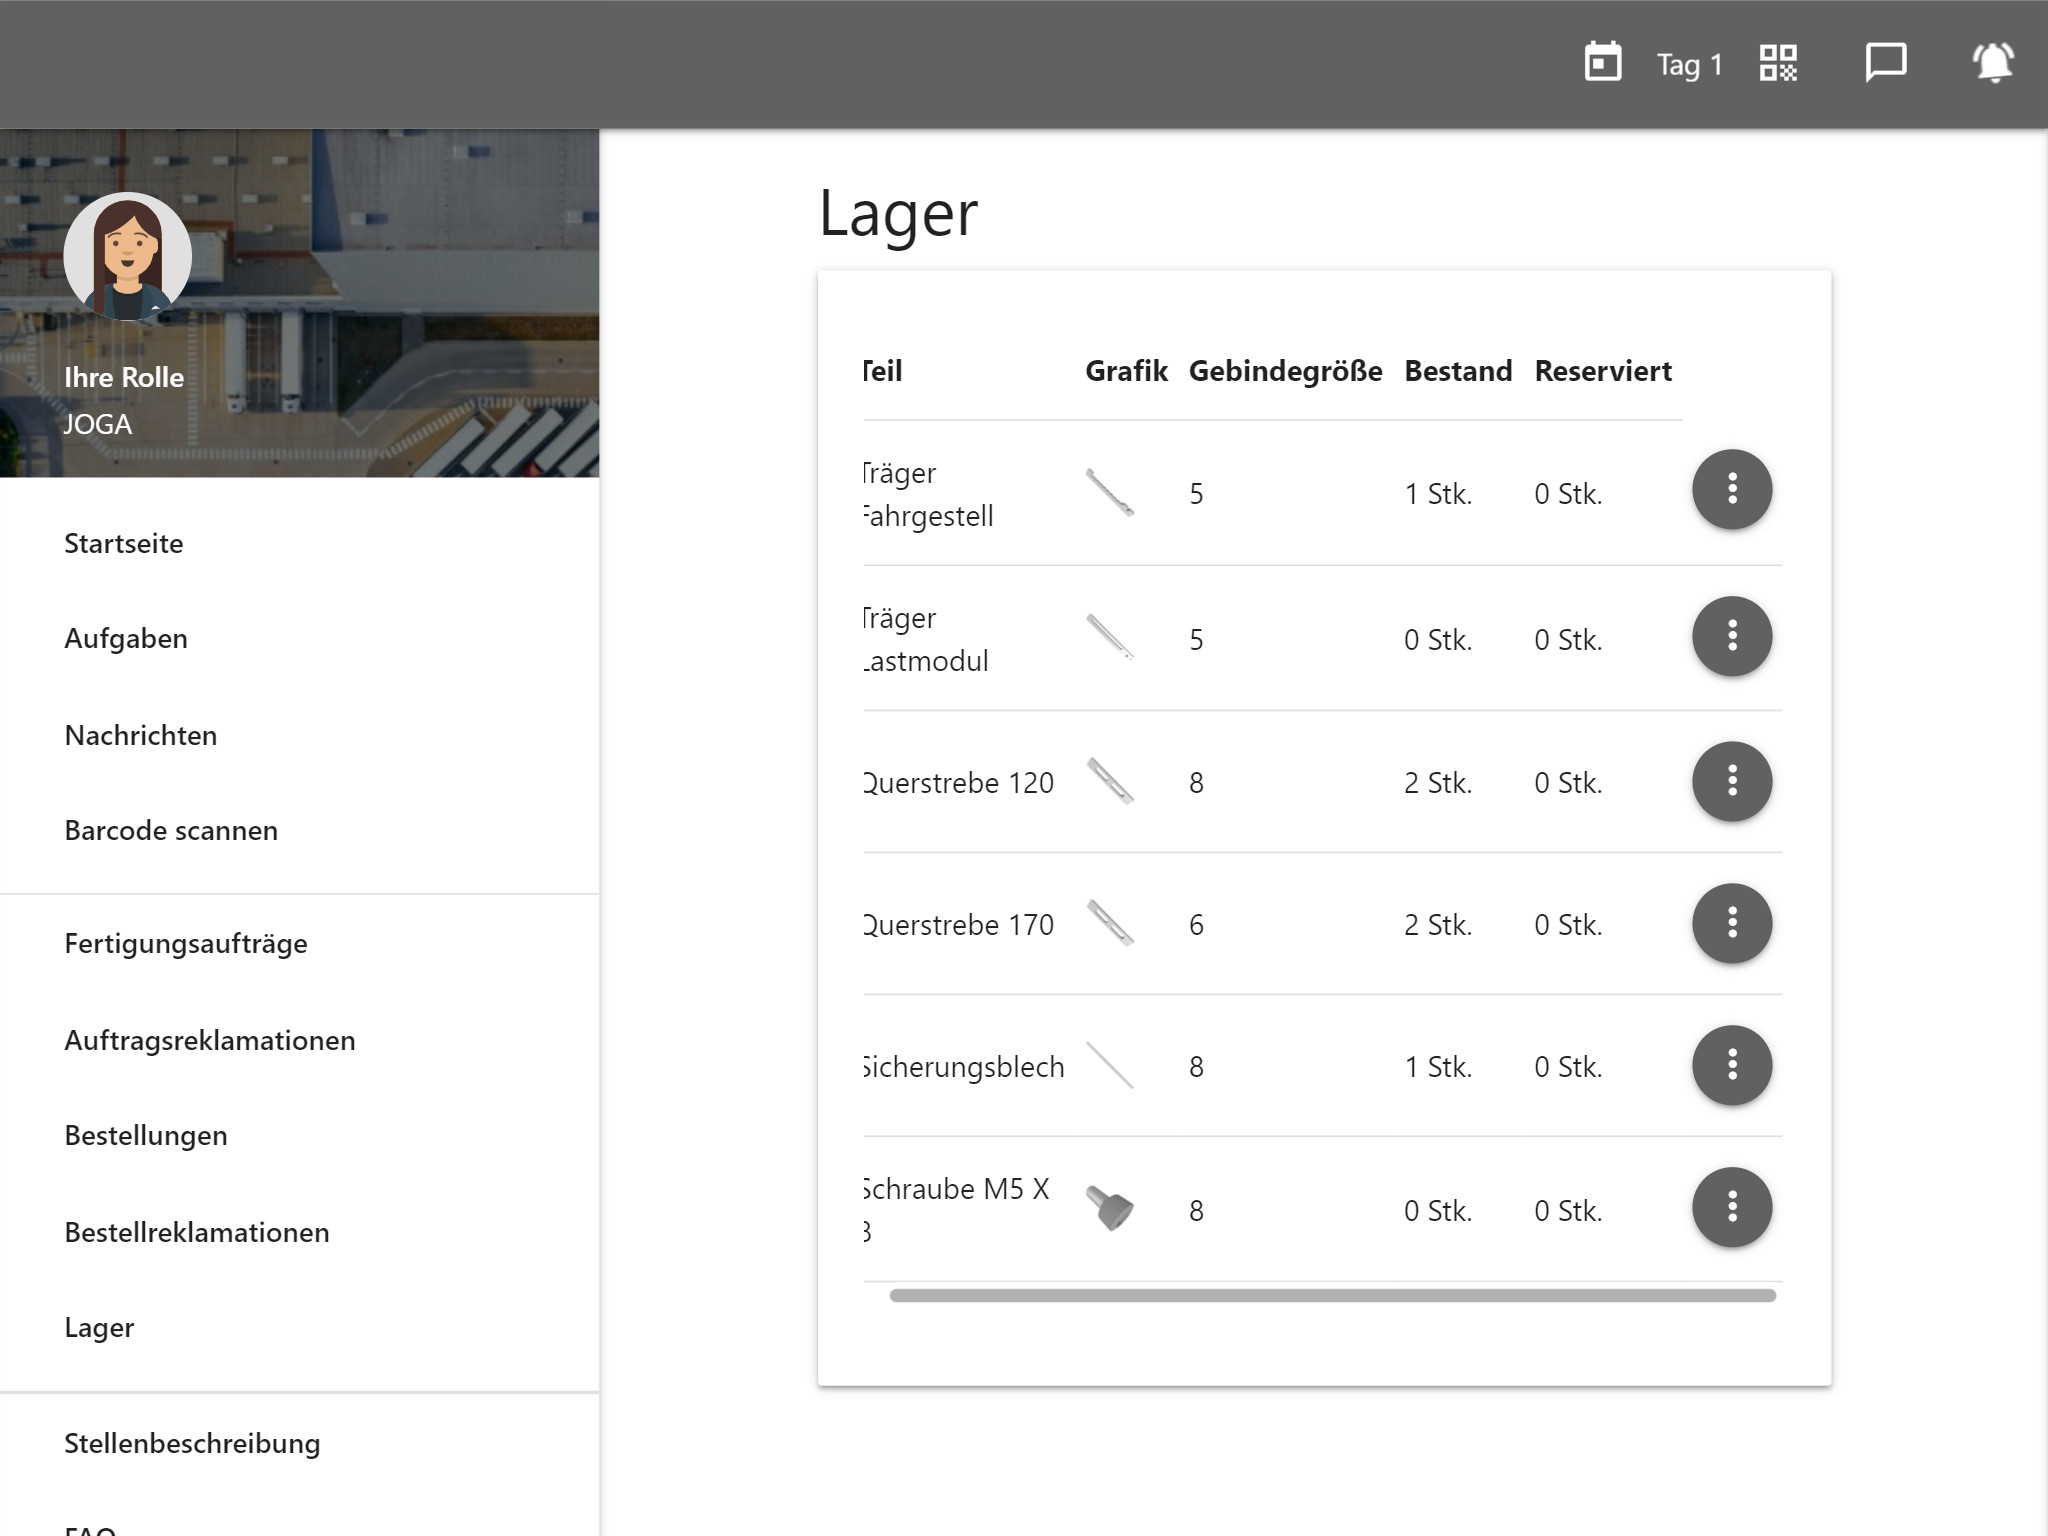 Tag 1
Ihre Rolle
JOGA
Startseite
Aufgaben
Nachrichten
Barcode scannen
Fertigungsaufträge
Auftragsreklamationen
Bestellungen
Bestellreklamationen
Lager
Stellenbeschreibung
FAQ
Lager
Teil Grafik Gebindegröße Bestand Reserviert
Träger
Fahrgestell 5 1 Stk. 0 Stk.
Träger
Lastmodul 5 0 Stk. 0 Stk.
Querstrebe 120 8 2 Stk. 0 Stk.
Querstrebe 170 6 2 Stk. 0 Stk.
Sicherungsblech 8 1 Stk. 0 Stk.
Schraube M5 X
8 8 0 Stk. 0 Stk.